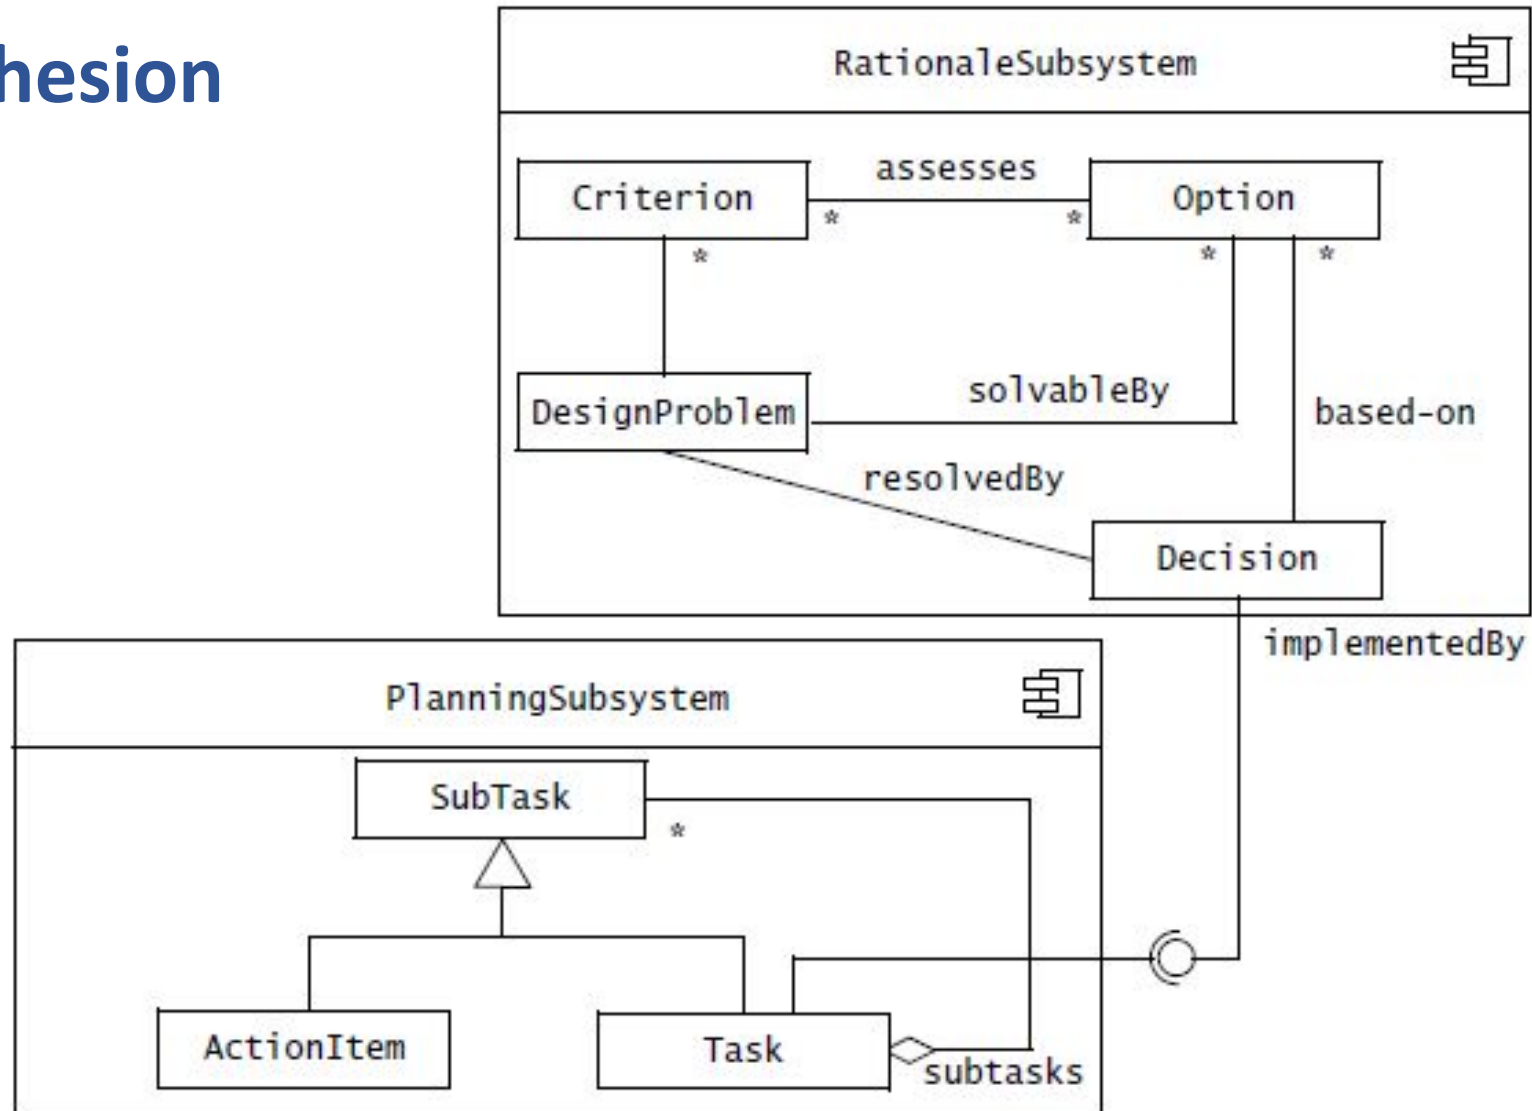 hesion
RationaleSubsystem
assesses
Criterion
Option
*
*
*
*
*
solvableBy
DesignProblem
based-on
resolvedBy
Decision
implementedBy
PlanningSubsystem
SubTask
*
ActionItem
Task
subtasks